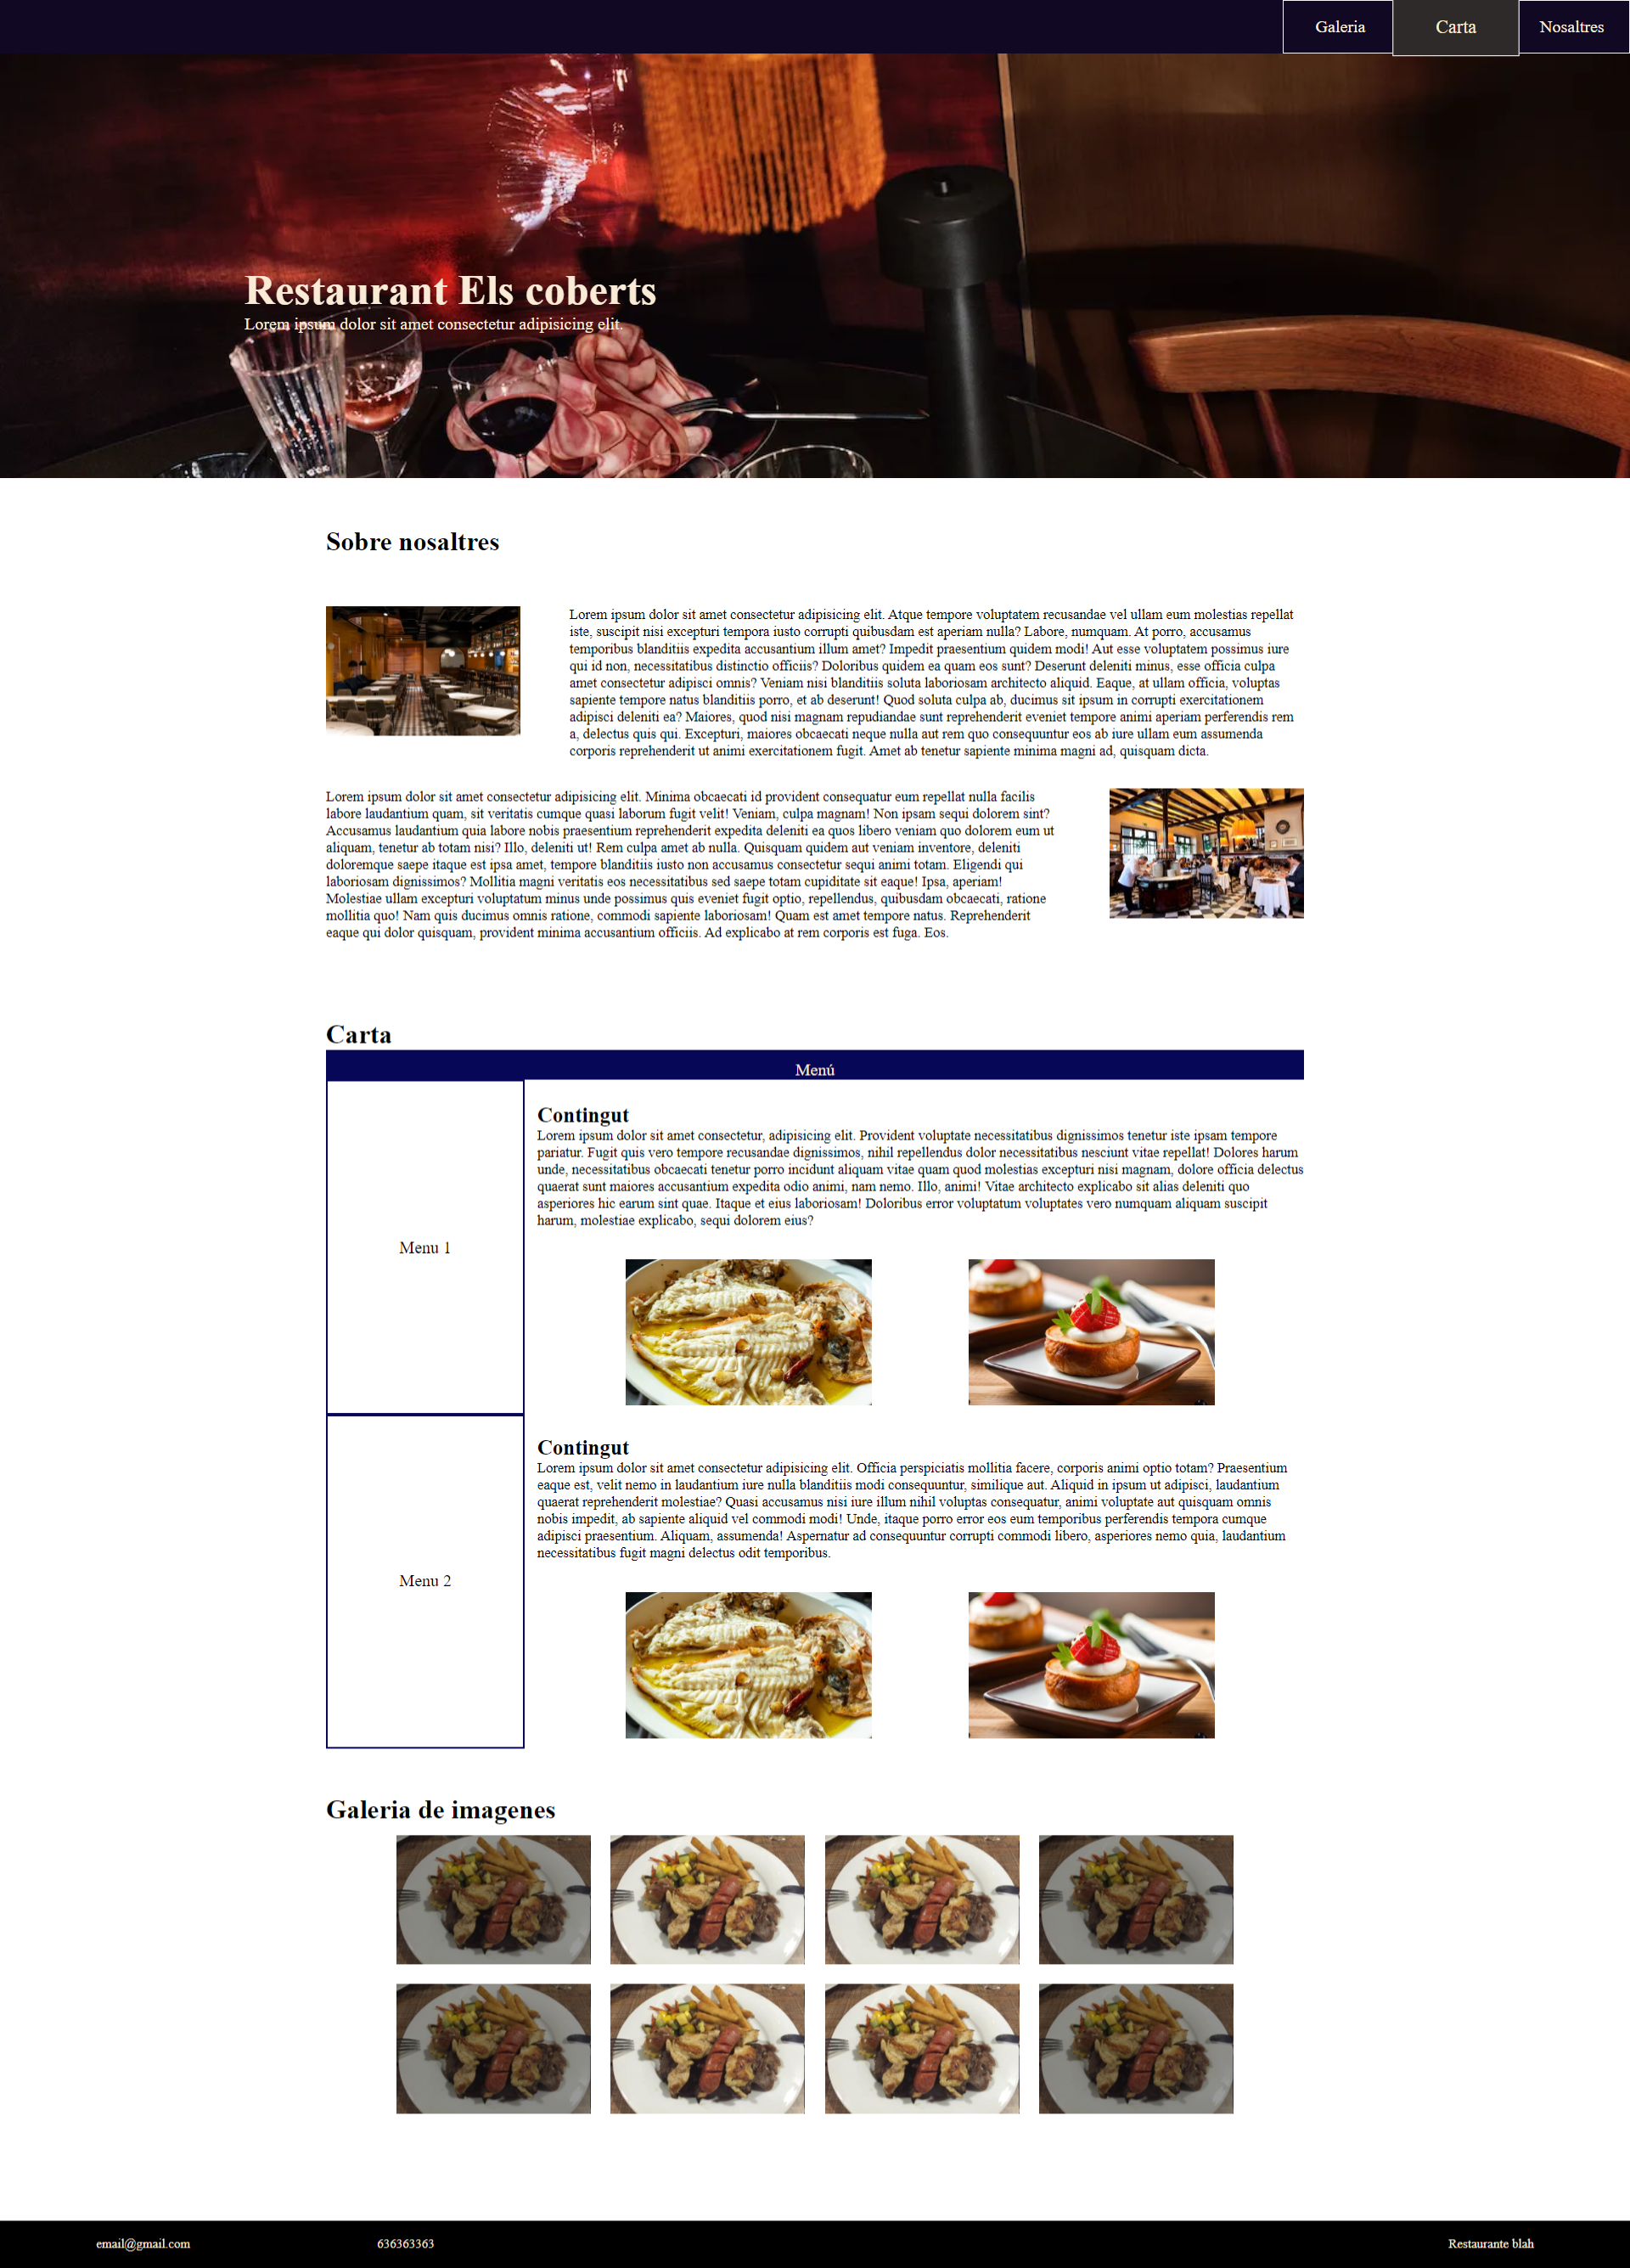 Galeria Carta Nosaltres
Restaurant Els coberts
Lorem ipsum dolor sit amet consectetur adipisicing elit.
Sobre nosaltres
Lorem ipsum dolor sit amet consectetur adipisicing elit. Atque tempore voluptatem recusandae vel ullam eum molestias repellat
iste, suscipit nisi excepturi tempora iusto corrupti quibusdam est aperiam nulla? Labore, numquam. At porro, accusamus
temporibus blanditiis expedita accusantium illum amet? Impedit praesentium quidem modi! Aut esse voluptatem possimus iure
qui id non, necessitatibus distinctio officiis? Doloribus quidem ea quam eos sunt? Deserunt deleniti minus, esse officia culpa
amet consectetur adipisci omnis? Veniam nisi blanditiis soluta laboriosam architecto aliquid. Eaque, at ullam officia, voluptas
sapiente tempore natus blanditiis porro, et ab deserunt! Quod soluta culpa ab, ducimus sit ipsum in corrupti exercitationem
adipisci deleniti ea? Maiores, quod nisi magnam repudiandae sunt reprehenderit eveniet tempore animi aperiam perferendis rem
a, delectus quis qui. Excepturi, maiores obcaecati neque nulla aut rem quo consequuntur eos ab iure ullam eum assumenda
corporis reprehenderit ut animi exercitationem fugit. Amet ab tenetur sapiente minima magni ad, quisquam dicta.
Lorem ipsum dolor sit amet consectetur adipisicing elit. Minima obcaecati id provident consequatur eum repellat nulla facilis
labore laudantium quam, sit veritatis cumque quasi laborum fugit velit! Veniam, culpa magnam! Non ipsam sequi dolorem sint?
Accusamus laudantium quia labore nobis praesentium reprehenderit expedita deleniti ea quos libero veniam quo dolorem eum ut
aliquam, tenetur ab totam nisi? Illo, deleniti ut! Rem culpa amet ab nulla. Quisquam quidem aut veniam inventore, deleniti
doloremque saepe itaque est ipsa amet, tempore blanditiis iusto non accusamus consectetur sequi animi totam. Eligendi qui
laboriosam dignissimos? Mollitia magni veritatis eos necessitatibus sed saepe totam cupiditate sit eaque! Ipsa, aperiam!
Molestiae ullam excepturi voluptatum minus unde possimus quis eveniet fugit optio, repellendus, quibusdam obcaecati, ratione
mollitia quo! Nam quis ducimus omnis ratione, commodi sapiente laboriosam! Quam est amet tempore natus. Reprehenderit
eaque qui dolor quisquam, provident minima accusantium officiis. Ad explicabo at rem corporis est fuga. Eos.
Carta
Menú
Menu 1
Contingut
Lorem ipsum dolor sit amet consectetur, adipisicing elit. Provident voluptate necessitatibus dignissimos tenetur iste ipsam tempore
pariatur. Fugit quis vero tempore recusandae dignissimos, nihil repellendus dolor necessitatibus nesciunt vitae repellat! Dolores harum
unde, necessitatibus obcaecati tenetur porro incidunt aliquam vitae quam quod molestias excepturi nisi magnam, dolore officia delectus
quaerat sunt maiores accusantium expedita odio animi, nam nemo. Illo, animi! Vitae architecto explicabo sit alias deleniti quo
asperiores hic earum sint quae. Itaque et eius laboriosam! Doloribus error voluptatum voluptates vero numquam aliquam suscipit
harum, molestiae explicabo, sequi dolorem eius?
Menu 2
Contingut
Lorem ipsum dolor sit amet consectetur adipisicing elit. Officia perspiciatis mollitia facere, corporis animi optio totam? Praesentium
eaque est, velit nemo in laudantium iure nulla blanditiis modi consequuntur, similique aut. Aliquid in ipsum ut adipisci, laudantium
quaerat reprehenderit molestiae? Quasi accusamus nisi iure illum nihil voluptas consequatur, animi voluptate aut quisquam omnis
nobis impedit, ab sapiente aliquid vel commodi modi! Unde, itaque porro error eos eum temporibus perferendis tempora cumque
adipisci praesentium. Aliquam, assumenda! Aspernatur ad consequuntur corrupti commodi libero, asperiores nemo quia, laudantium
necessitatibus fugit magni delectus odit temporibus.
Galeria de imagenes
email@gmail.com 636363363 Restaurante blah